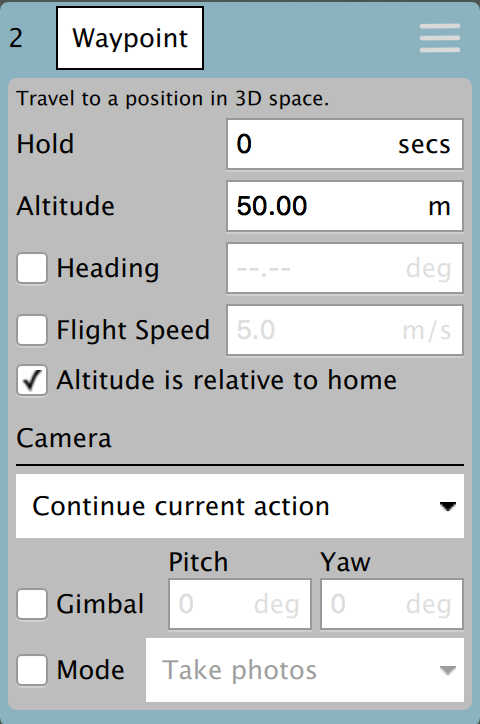 2 Waypoint
Travel to a position in 3D space.
Hold 0 secs
Altitude 50.00 m
Heading --.-- deg
Flight Speed 5.0 m/s
Altitude is relative to home
Camera
Continue current action
Pitch Yaw
Gimbal 0 deg 0 deg
Mode Take photos